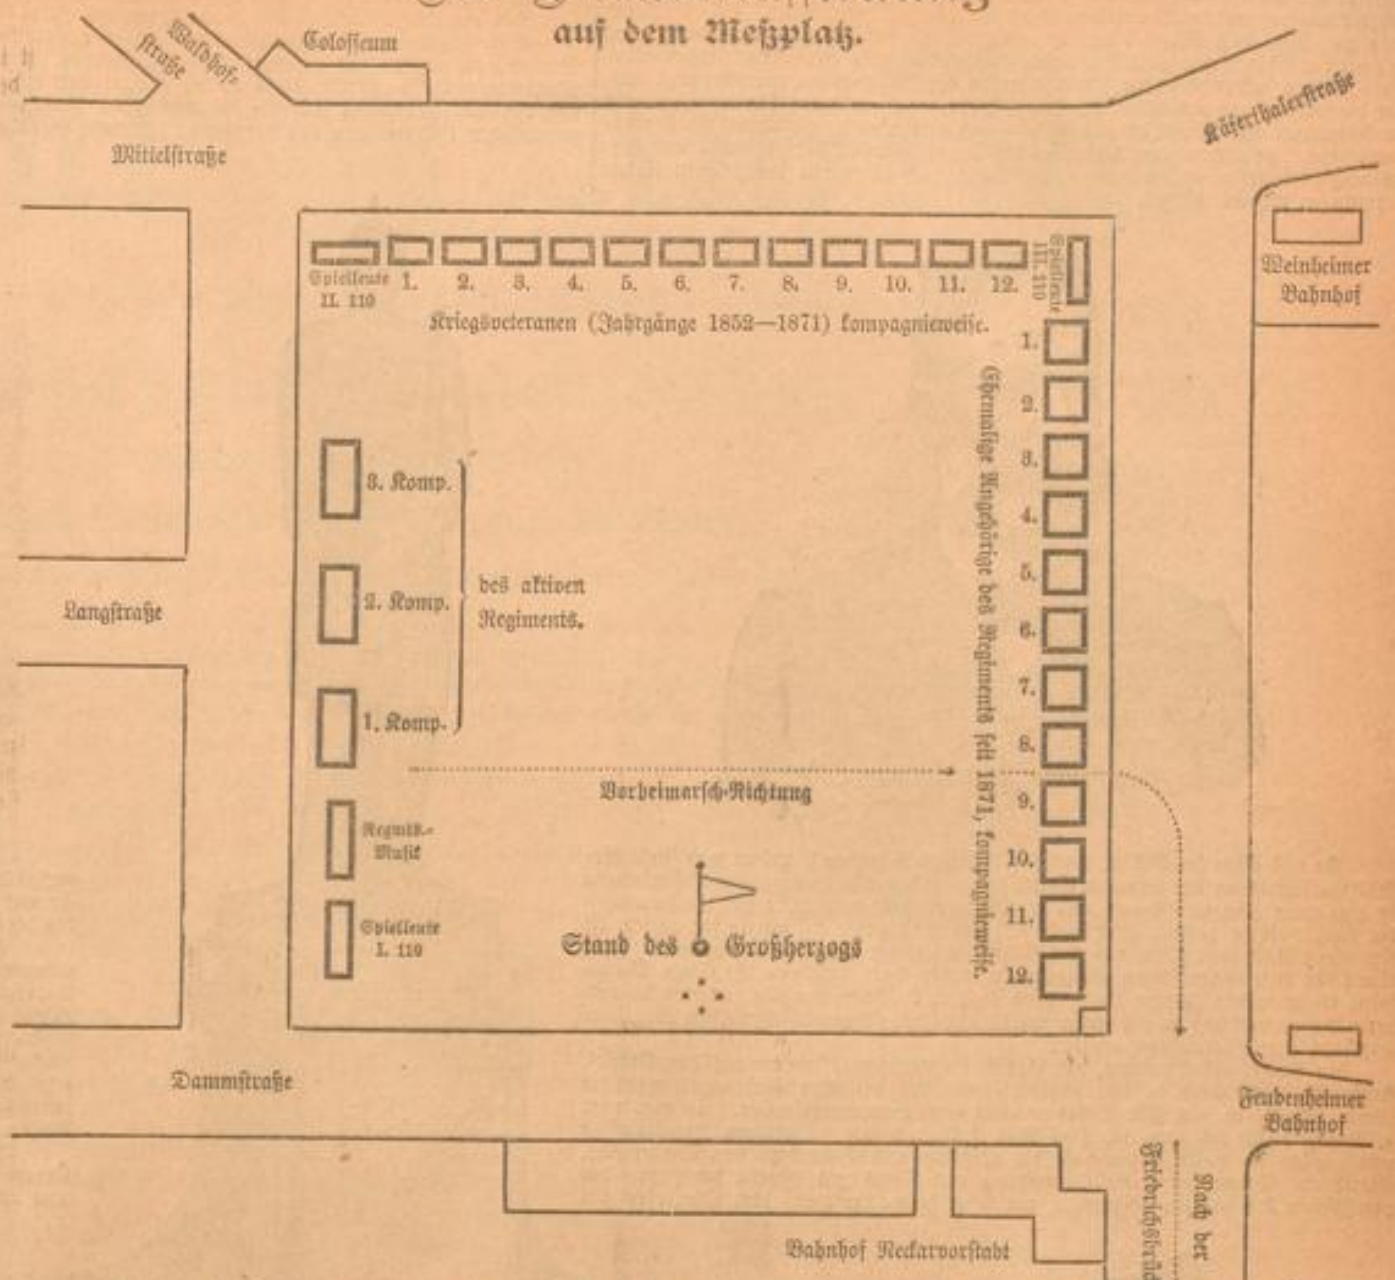 auf dem Meßplatz.
Colosseum
Waldhof-
straße
Käferthalerstraße
Mittelstraße
Weinheimer
Bahnhof
Spielleute
II. 110
1. 2. 3. 4. 5. 6. 7. 8. 9. 10. 11. 12.
Spielleute
III. 110
Kriegsveteranen (Jahrgänge 1852—1871) kompagnieweise.
1.
2.
3.
4.
5.
6.
7.
8.
9.
10.
11.
12.
Ehemalige Angehörige des Regiments seit 1871, kompagnieweise.
3. Komp.
2. Komp.
1. Komp.
des aktiven
Regiments.
Langstraße
Vorbeimarsch-Richtung
Regmts.-
Musik
Spielleute
I. 110
Stand des Großherzogs
Dammstraße
Feudenheimer
Bahnhof
Bahnhof Neckarvorstadt
Nach der